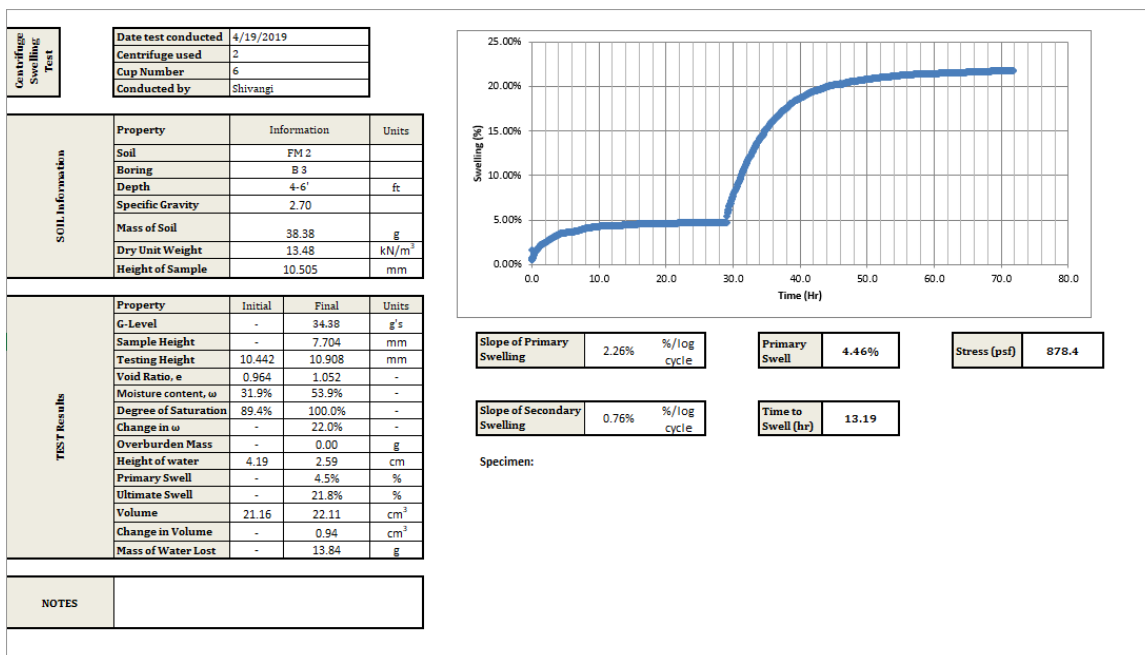 Centrifuge
Swelling
Test
Date test conducted 4/19/2019
Centrifuge used 2
Cup Number 6
Conducted by Shivangi
SOIL Information
Property Information Units
Soil FM 2
Boring B 3
Depth 4-6' ft
Specific Gravity 2.70
Mass of Soil 38.38 g
Dry Unit Weight 13.48 kN/m³
Height of Sample 10.505 mm
TEST Results
Property Initial Final Units
G-Level - 34.38 g's
Sample Height - 7.704 mm
Testing Height 10.442 10.908 mm
Void Ratio, e 0.964 1.052 -
Moisture content, ω 31.9% 53.9% -
Degree of Saturation 89.4% 100.0% -
Change in ω - 22.0% -
Overburden Mass - 0.00 g
Height of water 4.19 2.59 cm
Primary Swell - 4.5% %
Ultimate Swell - 21.8% %
Volume 21.16 22.11 cm³
Change in Volume - 0.94 cm³
Mass of Water Lost - 13.84 g
NOTES
25.00%
20.00%
15.00%
10.00%
5.00%
0.00%
Swelling (%)
0.0 10.0 20.0 30.0 40.0 50.0 60.0 70.0 80.0
Time (Hr)
Slope of Primary
Swelling
2.26%
%/log
cycle
Primary
Swell
4.46%
Stress (psf) 878.4
Slope of Secondary
Swelling
0.76%
%/log
cycle
Time to
Swell (hr)
13.19
Specimen: